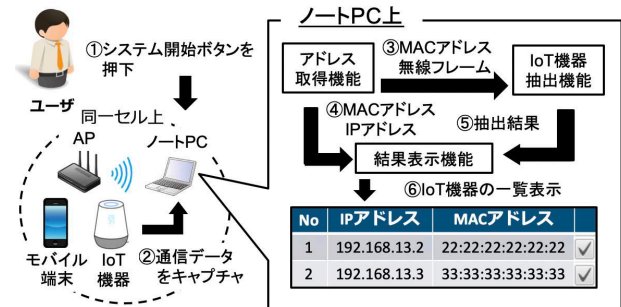 ①システム開始ボタンを
押下
ユーザ
同一セル上
AP
ノートPC
モバイル
端末
IoT
機器
②通信データ
をキャプチャ
ノートPC上
アドレス
取得機能
③MACアドレス
無線フレーム
IoT機器
抽出機能
④MACアドレス
IPアドレス
⑤抽出結果
結果表示機能
⑥IoT機器の一覧表示
No IPアドレス MACアドレス
1 192.168.13.2 22:22:22:22:22:22
2 192.168.13.3 33:33:33:33:33:33